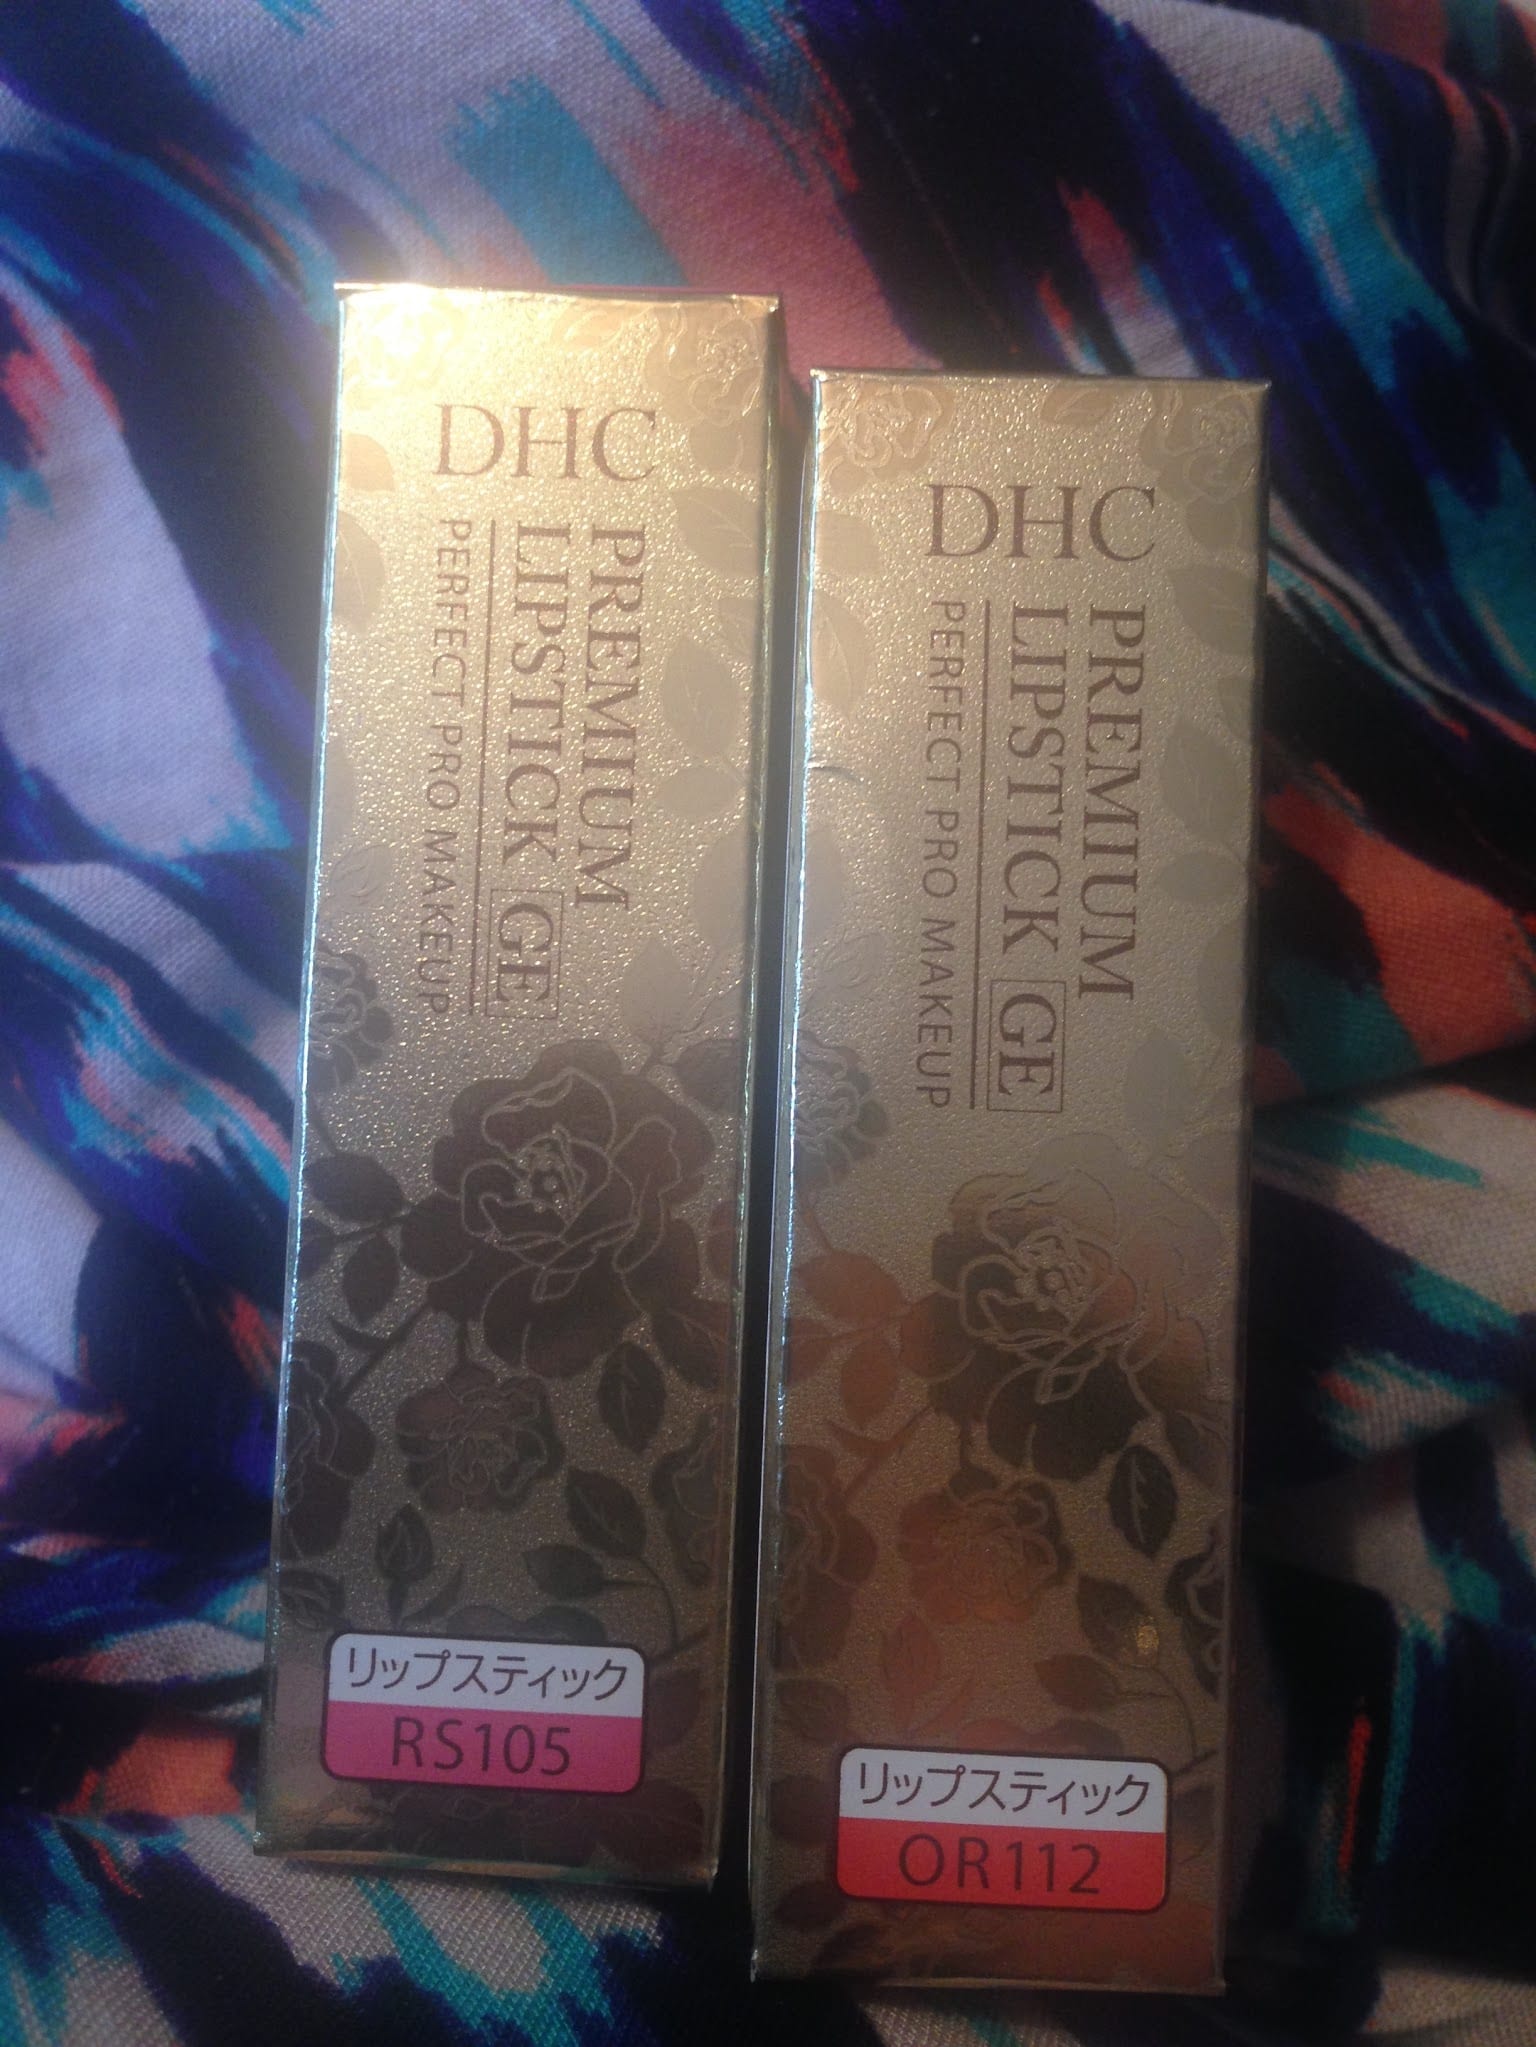 DHC
PREMIUM
LIPSTICK GE
PERFECT PRO MAKEUP
リップスティック
RS105
DHC
PREMIUM
LIPSTICK GE
PERFECT PRO MAKEUP
リップスティック
OR112